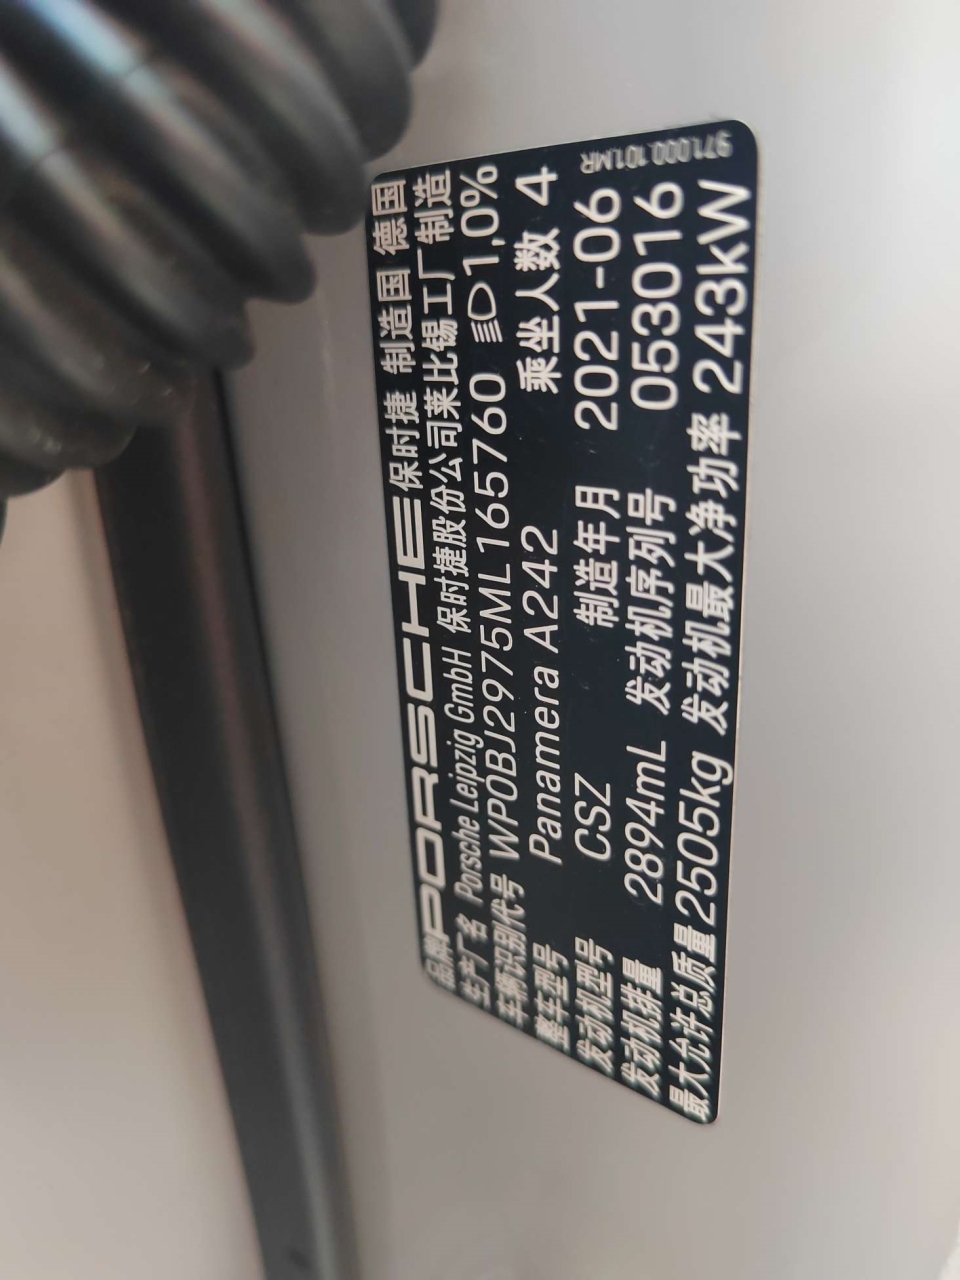 品牌 PORSCHE 保时捷 制造国 德国
生产厂名 Porsche Leipzig GmbH 保时捷股份公司莱比锡工厂制造
车辆识别代号 WP0BJ2975ML165760 1,0%
整车型号 Panamera A242 乘坐人数 4
发动机型号 CSZ 制造年月 2021-06
发动机排量 2894mL 发动机序列号 053016
最大允许总质量 2505kg 发动机最大净功率 243kW
971.000.101.MR